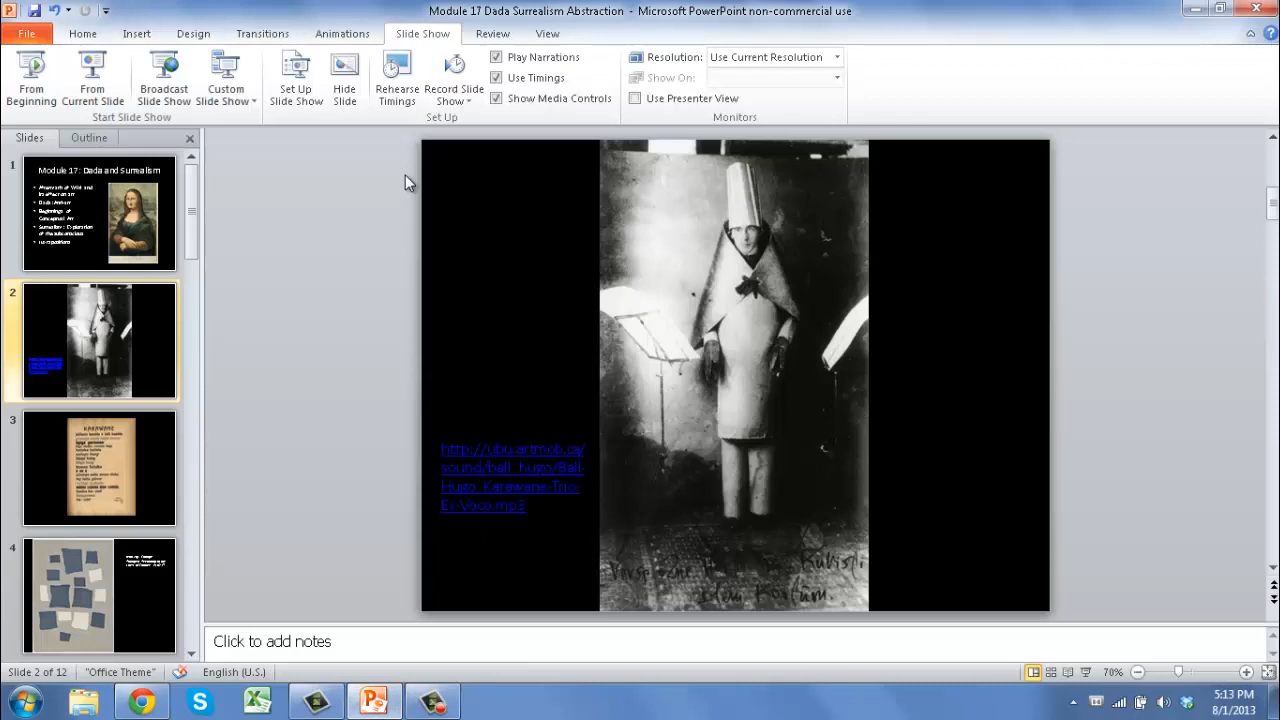 Module 17 Dada Surrealism Abstraction - Microsoft PowerPoint non-commercial use
File Home Insert Design Transitions Animations Slide Show Review View
From Beginning
From Current Slide
Broadcast Slide Show
Custom Slide Show
Set Up Slide Show
Hide Slide
Rehearse Timings
Record Slide Show
Play Narrations
Use Timings
Show Media Controls
Resolution: Use Current Resolution
Show On:
Use Presenter View
Start Slide Show
Set Up
Monitors
Slides Outline
1
Module 17: Dada and Surrealism
2
3
KARAWANE
4
http://ubu.artmob.ca/
sound/ball_hugo/Ball-
Hugo_Karawane-Trio-
Ex-Voco.mp3
Click to add notes
Slide 2 of 12 "Office Theme" English (U.S.) 70%
5:13 PM
8/1/2013